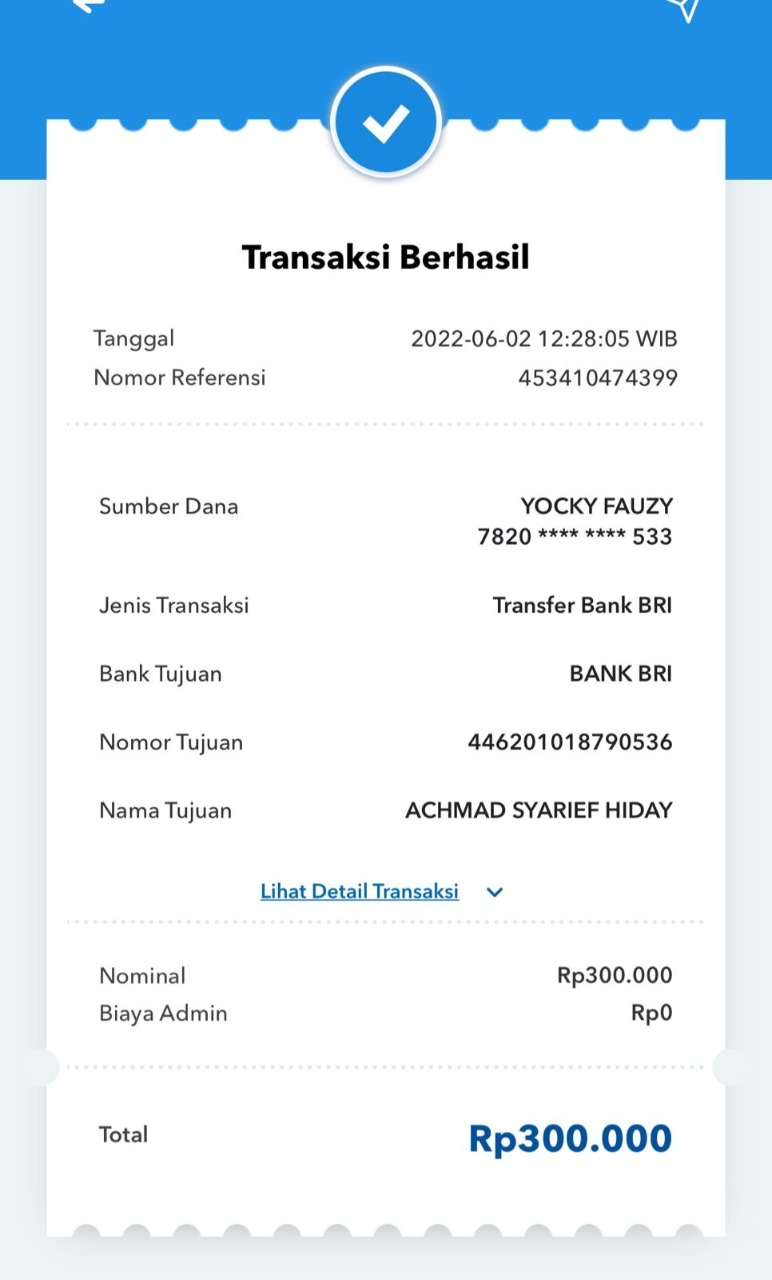 Transaksi Berhasil
Tanggal 2022-06-02 12:28:05 WIB
Nomor Referensi 453410474399
Sumber Dana YOCKY FAUZY
7820 **** **** 533
Jenis Transaksi Transfer Bank BRI
Bank Tujuan BANK BRI
Nomor Tujuan 446201018790536
Nama Tujuan ACHMAD SYARIEF HIDAY
Lihat Detail Transaksi
Nominal Rp300.000
Biaya Admin Rp0
Total Rp300.000